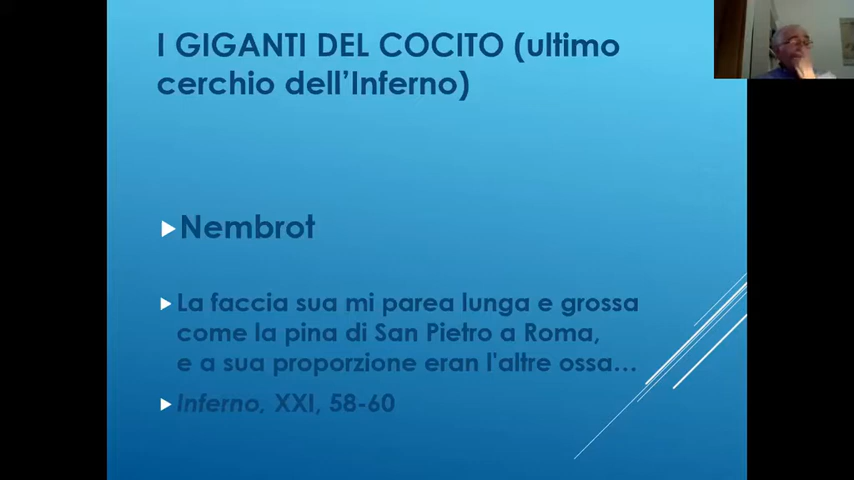 I GIGANTI DEL COCITO (ultimo
cerchio dell’Inferno)
Nembrot
La faccia sua mi parea lunga e grossa
come la pina di San Pietro a Roma,
e a sua proporzione eran l'altre ossa…
Inferno, XXI, 58-60